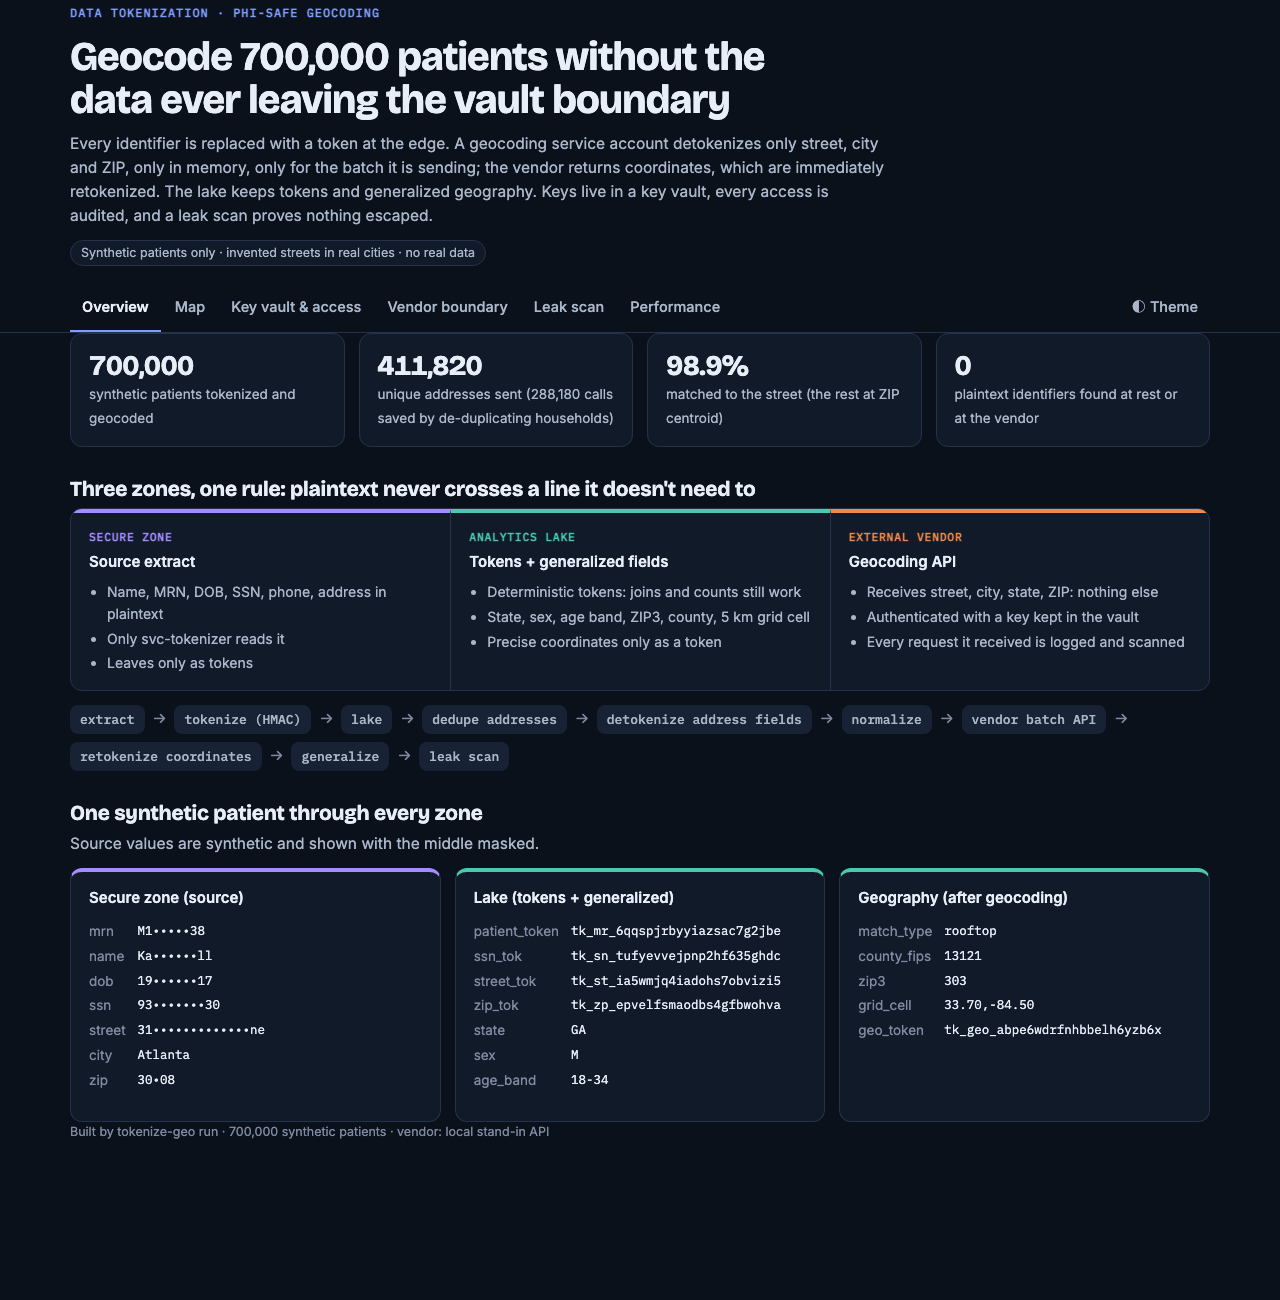 DATA TOKENIZATION · PHI-SAFE GEOCODING
Geocode 700,000 patients without the
data ever leaving the vault boundary
Every identifier is replaced with a token at the edge. A geocoding service account detokenizes only street, city
and ZIP, only in memory, only for the batch it is sending; the vendor returns coordinates, which are immediately
retokenized. The lake keeps tokens and generalized geography. Keys live in a key vault, every access is
audited, and a leak scan proves nothing escaped.
Synthetic patients only · invented streets in real cities · no real data
Overview Map Key vault & access Vendor boundary Leak scan Performance ◐ Theme
700,000
synthetic patients tokenized and
geocoded
411,820
unique addresses sent (288,180 calls
saved by de-duplicating households)
98.9%
matched to the street (the rest at ZIP
centroid)
0
plaintext identifiers found at rest or
at the vendor
Three zones, one rule: plaintext never crosses a line it doesn't need to
SECURE ZONE
Source extract
• Name, MRN, DOB, SSN, phone, address in
plaintext
• Only svc-tokenizer reads it
• Leaves only as tokens
ANALYTICS LAKE
Tokens + generalized fields
• Deterministic tokens: joins and counts still work
• State, sex, age band, ZIP3, county, 5 km grid cell
• Precise coordinates only as a token
EXTERNAL VENDOR
Geocoding API
• Receives street, city, state, ZIP: nothing else
• Authenticated with a key kept in the vault
• Every request it received is logged and scanned
extract → tokenize (HMAC) → lake → dedupe addresses → detokenize address fields → normalize → vendor batch API →
retokenize coordinates → generalize → leak scan
One synthetic patient through every zone
Source values are synthetic and shown with the middle masked.
Secure zone (source)
mrn M1•••••38
name Ka••••••ll
dob 19••••••17
ssn 93•••••••30
street 31•••••••••••••ne
city Atlanta
zip 30•08
Lake (tokens + generalized)
patient_token tk_mr_6qqspjrbyyiazsac7g2jbe
ssn_tok tk_sn_tufyevvejpnp2hf635ghdc
street_tok tk_st_ia5wmjq4iadohs7obvizi5
zip_tok tk_zp_epvelfsmaodbs4gfbwohva
state GA
sex M
age_band 18-34
Geography (after geocoding)
match_type rooftop
county_fips 13121
zip3 303
grid_cell 33.70,-84.50
geo_token tk_geo_abpe6wdrfnhbbelh6yzb6x
Built by tokenize-geo run · 700,000 synthetic patients · vendor: local stand-in API